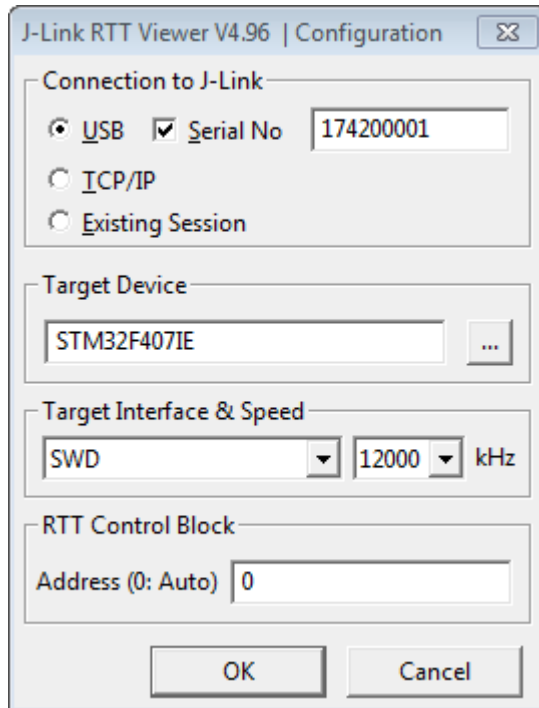 J-Link RTT Viewer V4.96 | Configuration
Connection to J-Link
USB Serial No 174200001
TCP/IP
Existing Session
Target Device
STM32F407IE ...
Target Interface & Speed
SWD 12000 kHz
RTT Control Block
Address (0: Auto) 0
OK Cancel